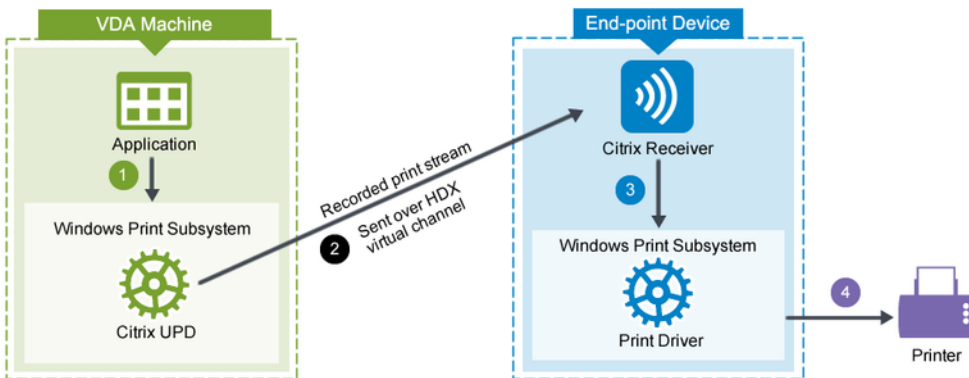 VDA Machine
Application
1
Windows Print Subsystem
Citrix UPD
Recorded print stream
2
Sent over HDX
virtual channel
End-point Device
Citrix Receiver
3
Windows Print Subsystem
Print Driver
4
Printer